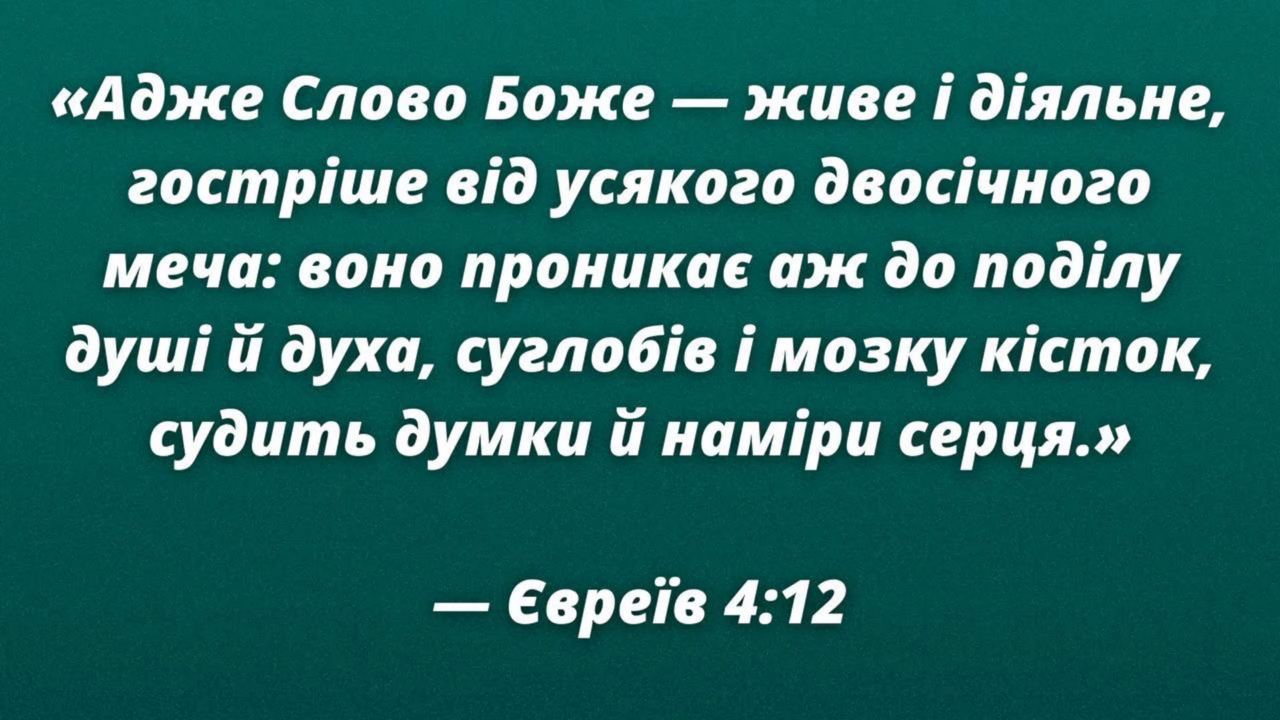 «Адже Слово Боже — живе і діяльне,
гостріше від усякого двосічного
меча: воно проникає аж до поділу
душі й духа, суглобів і мозку кісток,
судить думки й наміри серця.»
— Євреїв 4:12